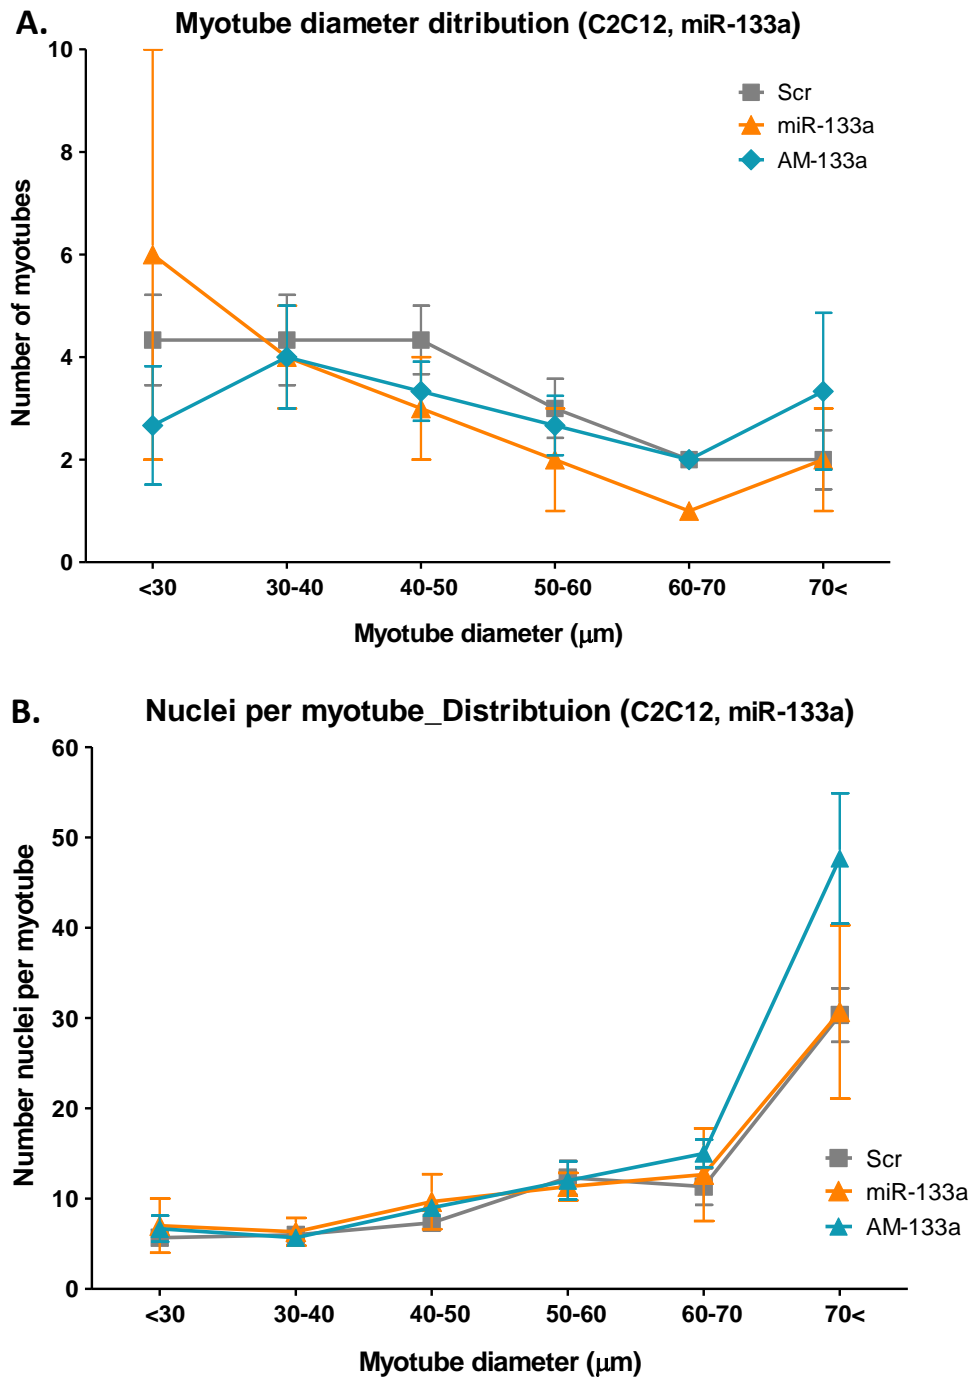 A.
Myotube diameter ditribution (C2C12, miR-133a)
10
8
6
4
2
0
Number of myotubes
Scr
miR-133a
AM-133a
<30 30-40 40-50 50-60 60-70 70<
Myotube diameter (μm)
B.
Nuclei per myotube_Distribtuion (C2C12, miR-133a)
60
50
40
30
20
10
0
Number nuclei per myotube
Scr
miR-133a
AM-133a
<30 30-40 40-50 50-60 60-70 70<
Myotube diameter (μm)